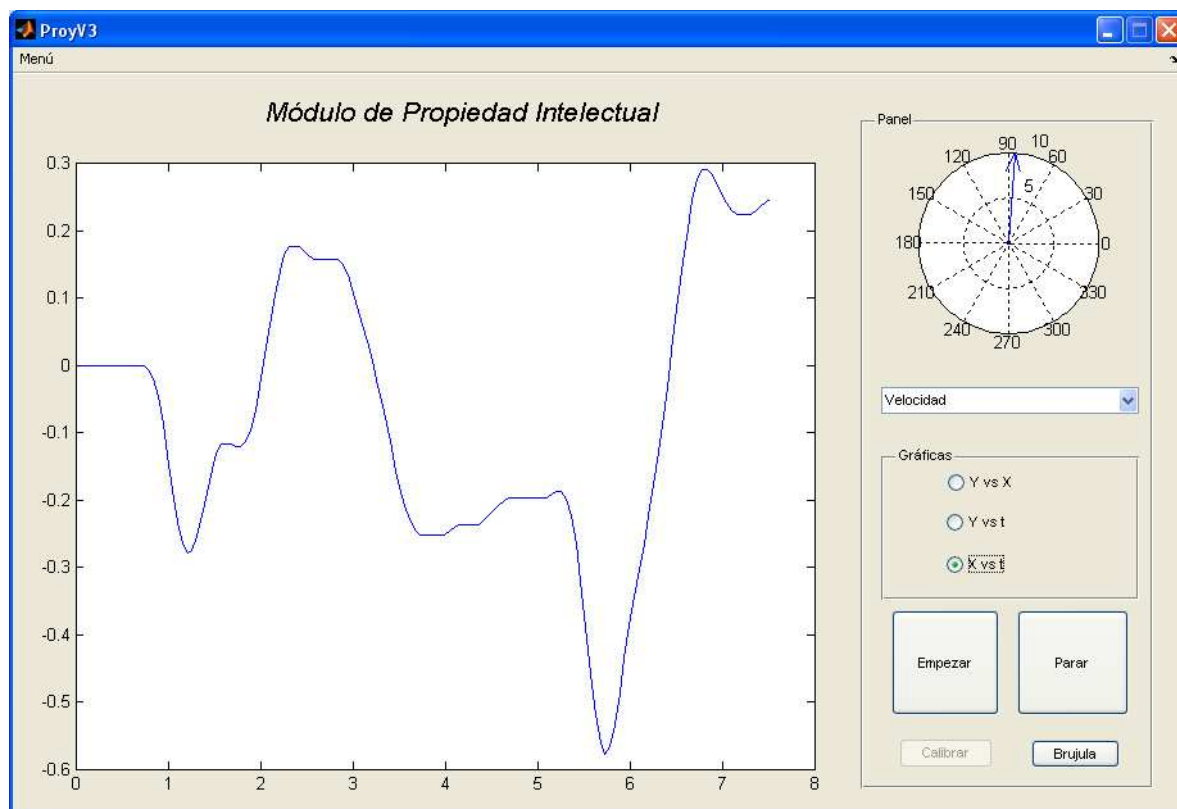 ProyV3
Menú
Módulo de Propiedad Intelectual
0.3
0.2
0.1
0
-0.1
-0.2
-0.3
-0.4
-0.5
-0.6
0 1 2 3 4 5 6 7 8
Panel
90 10
120 60
150 5 30
180 0
210 330
240 300
270
Velocidad
Gráficas
Y vs X
Y vs t
X vs t
Empezar Parar
Calibrar Brujula